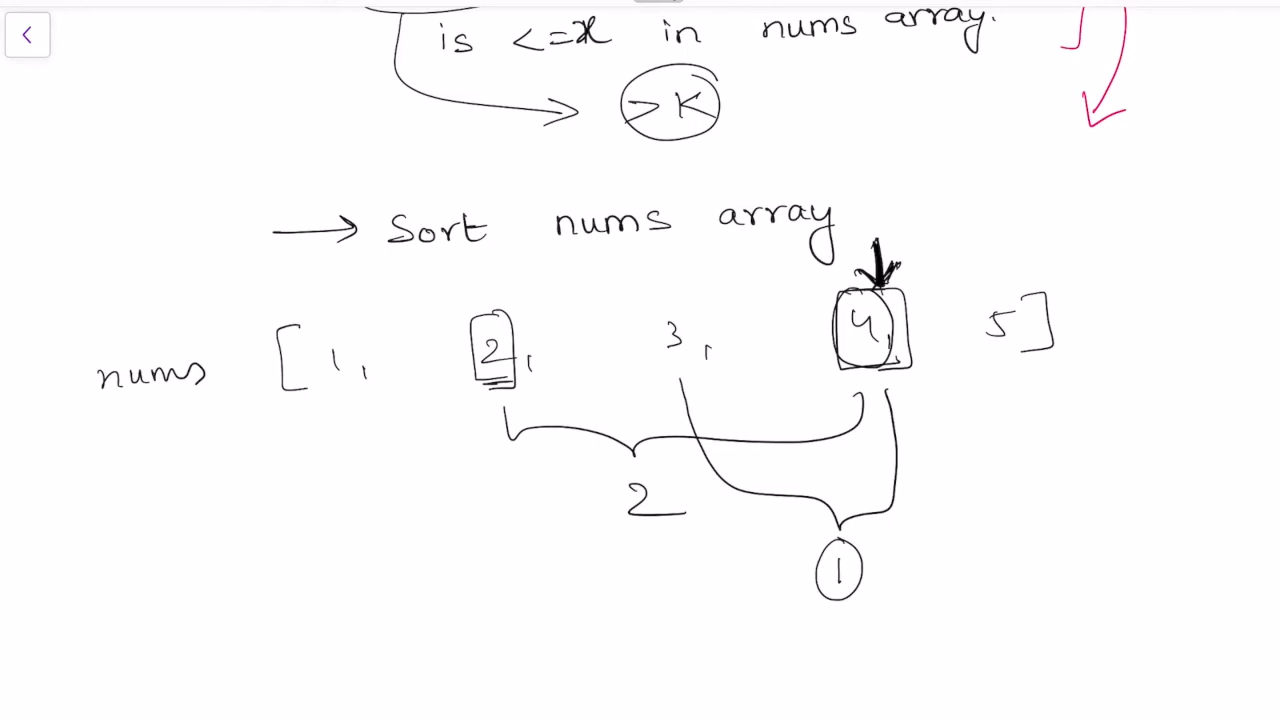 is <=x in nums array.
> K
→ Sort nums array
nums [1, 2, 3, 4, 5]
2
1